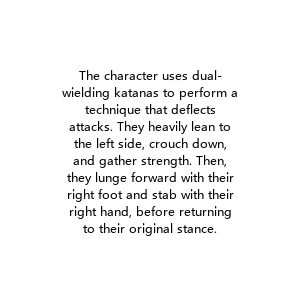 The character uses dual-
wielding katanas to perform a
technique that deflects
attacks. They heavily lean to
the left side, crouch down,
and gather strength. Then,
they lunge forward with their
right foot and stab with their
right hand, before returning
to their original stance.